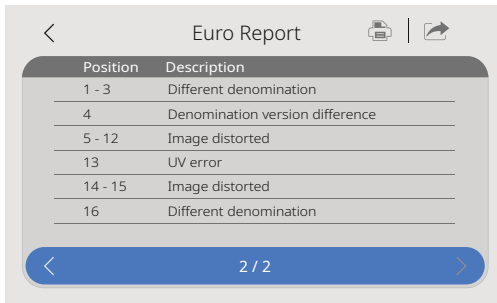 Euro Report
Position Description
1 - 3 Different denomination
4 Denomination version difference
5 - 12 Image distorted
13 UV error
14 - 15 Image distorted
16 Different denomination
2 / 2